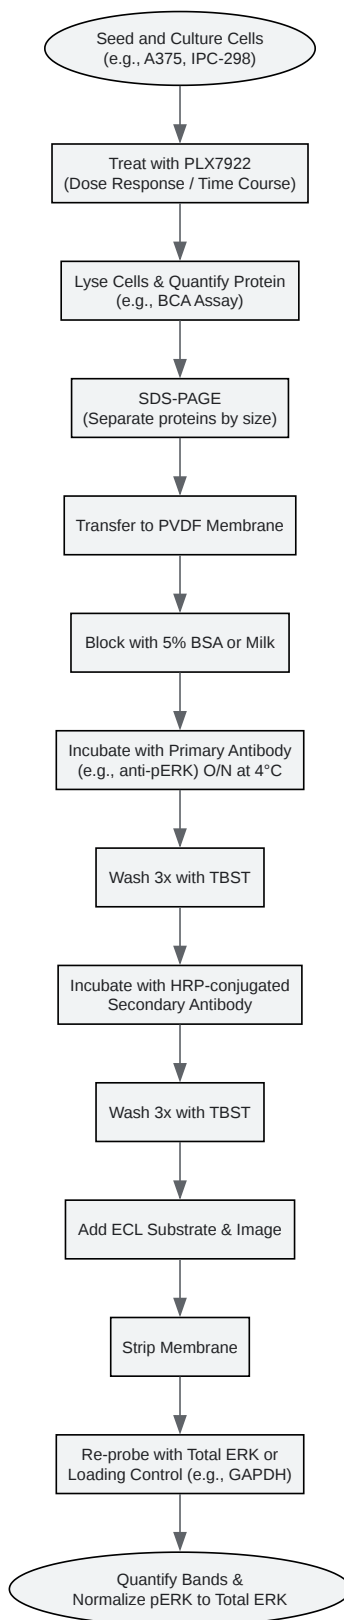 Seed and Culture Cells
(e.g., A375, IPC-298)
Treat with PLX7922
(Dose Response / Time Course)
Lyse Cells & Quantify Protein
(e.g., BCA Assay)
SDS-PAGE
(Separate proteins by size)
Transfer to PVDF Membrane
Block with 5% BSA or Milk
Incubate with Primary Antibody
(e.g., anti-pERK) O/N at 4°C
Wash 3x with TBST
Incubate with HRP-conjugated
Secondary Antibody
Wash 3x with TBST
Add ECL Substrate & Image
Strip Membrane
Re-probe with Total ERK or
Loading Control (e.g., GAPDH)
Quantify Bands &
Normalize pERK to Total ERK